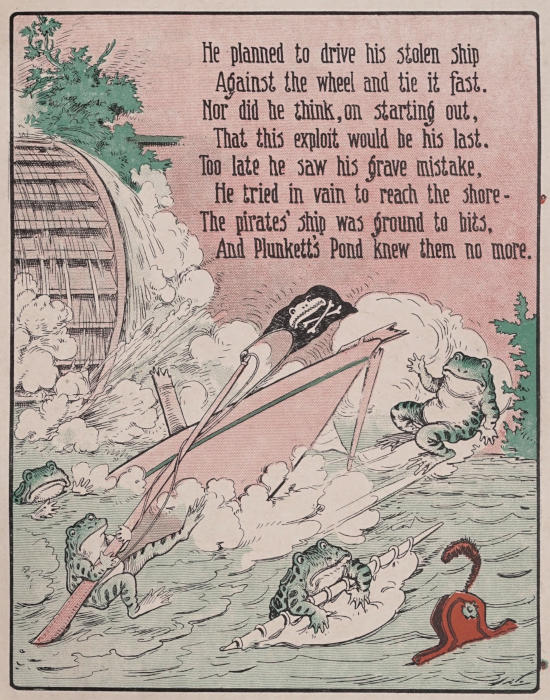 He planned to drive his stolen ship
Against the wheel and tie it fast.
Nor did he think, on starting out,
That this exploit would be his last.
Too late he saw his grave mistake,
He tried in vain to reach the shore-
The pirates' ship was ground to bits,
And Plunkett's Pond knew them no more.